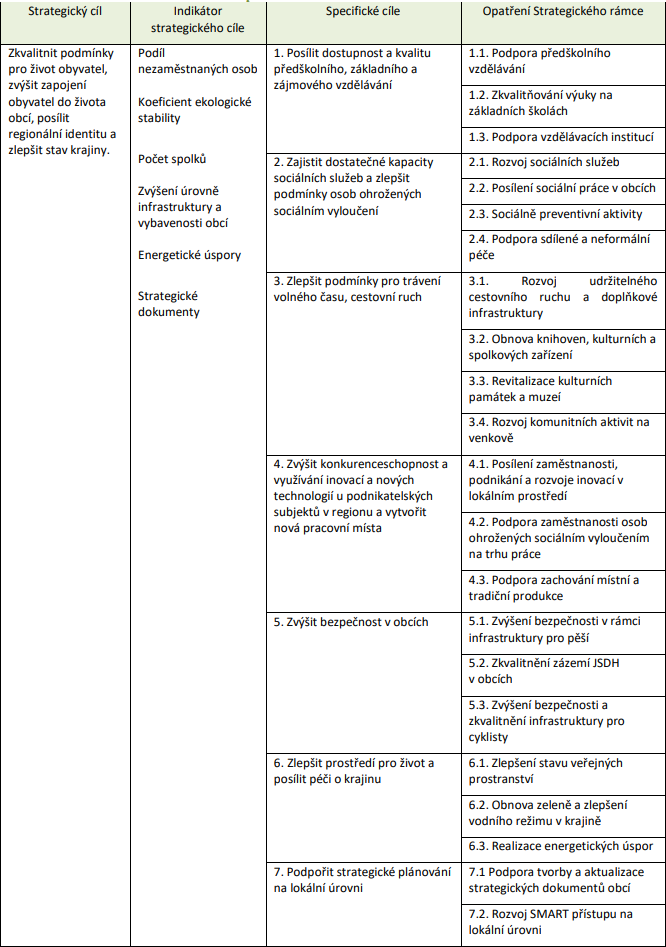 Strategický cíl
Indikátor
strategického cíle
Specifické cíle
Opatření Strategického rámce
Zkvalitnit podmínky
pro život obyvatel,
zvýšit zapojení
obyvatel do života
obcí, posílit
regionální identitu a
zlepšit stav krajiny.
Podíl
nezaměstnaných osob
Koeficient ekologické
stability
Počet spolků
Zvýšení úrovně
infrastruktury a
vybavenosti obcí
Energetické úspory
Strategické
dokumenty
1. Posílit dostupnost a kvalitu
předškolního, základního a
zájmového vzdělávání
1.1. Podpora předškolního
vzdělávání
1.2. Zkvalitňování výuky na
základních školách
1.3. Podpora vzdělávacích institucí
2. Zajistit dostatečné kapacity
sociálních služeb a zlepšit
podmínky osob ohrožených
sociálním vyloučení
2.1. Rozvoj sociálních služeb
2.2. Posílení sociální práce v obcích
2.3. Sociálně preventivní aktivity
2.4. Podpora sdílené a neformální
péče
3. Zlepšit podmínky pro trávení
volného času, cestovní ruch
3.1. Rozvoj udržitelného
cestovního ruchu a doplňkové
infrastruktury
3.2. Obnova knihoven, kulturních a
spolkových zařízení
3.3. Revitalizace kulturních
památek a muzeí
3.4. Rozvoj komunitních aktivit na
venkově
4. Zvýšit konkurenceschopnost a
využívání inovací a nových
technologií u podnikatelských
subjektů v regionu a vytvořit
nová pracovní místa
4.1. Posílení zaměstnanosti,
podnikání a rozvoje inovací v
lokálním prostředí
4.2. Podpora zaměstnanosti osob
ohrožených sociálním vyloučením
na trhu práce
4.3. Podpora zachování místní a
tradiční produkce
5. Zvýšit bezpečnost v obcích
5.1. Zvýšení bezpečnosti v rámci
infrastruktury pro pěší
5.2. Zkvalitnění zázemí JSDH
v obcích
5.3. Zvýšení bezpečnosti a
zkvalitnění infrastruktury pro
cyklisty
6. Zlepšit prostředí pro život a
posílit péči o krajinu
6.1. Zlepšení stavu veřejných
prostranství
6.2. Obnova zeleně a zlepšení
vodního režimu v krajině
6.3. Realizace energetických úspor
7. Podpořit strategické plánování
na lokální úrovni
7.1 Podpora tvorby a aktualizace
strategických dokumentů obcí
7.2. Rozvoj SMART přístupu na
lokální úrovni